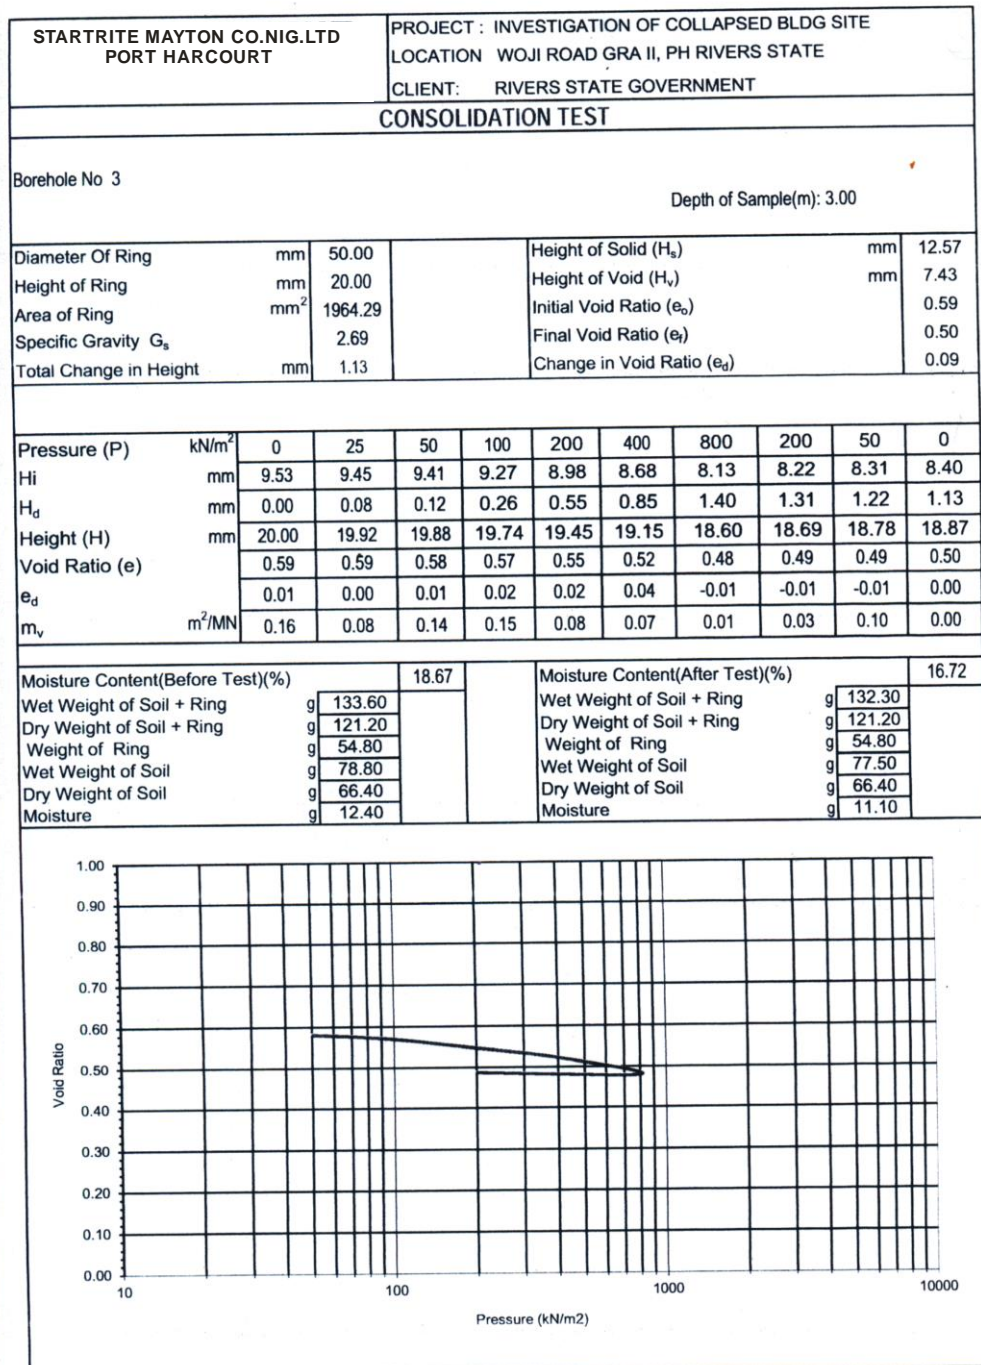 STARTRITE MAYTON CO.NIG.LTD
PORT HARCOURT
PROJECT : INVESTIGATION OF COLLAPSED BLDG SITE
LOCATION WOJI ROAD GRA II, PH RIVERS STATE
CLIENT: RIVERS STATE GOVERNMENT
CONSOLIDATION TEST
Borehole No 3
Depth of Sample(m): 3.00
Diameter Of Ring mm 50.00
Height of Ring mm 20.00
Area of Ring mm² 1964.29
Specific Gravity Gₛ 2.69
Total Change in Height mm 1.13
Height of Solid (Hₛ) mm 12.57
Height of Void (Hᵥ) mm 7.43
Initial Void Ratio (eₒ) 0.59
Final Void Ratio (e_f) 0.50
Change in Void Ratio (e_d) 0.09
Pressure (P) kN/m² 0 25 50 100 200 400 800 200 50 0
Hi mm 9.53 9.45 9.41 9.27 8.98 8.68 8.13 8.22 8.31 8.40
H_d mm 0.00 0.08 0.12 0.26 0.55 0.85 1.40 1.31 1.22 1.13
Height (H) mm 20.00 19.92 19.88 19.74 19.45 19.15 18.60 18.69 18.78 18.87
Void Ratio (e) 0.59 0.59 0.58 0.57 0.55 0.52 0.48 0.49 0.49 0.50
e_d 0.01 0.00 0.01 0.02 0.02 0.04 -0.01 -0.01 -0.01 0.00
mᵥ m²/MN 0.16 0.08 0.14 0.15 0.08 0.07 0.01 0.03 0.10 0.00
Moisture Content(Before Test)(%) 18.67
Wet Weight of Soil + Ring g 133.60
Dry Weight of Soil + Ring g 121.20
Weight of Ring g 54.80
Wet Weight of Soil g 78.80
Dry Weight of Soil g 66.40
Moisture g 12.40
Moisture Content(After Test)(%) 16.72
Wet Weight of Soil + Ring g 132.30
Dry Weight of Soil + Ring g 121.20
Weight of Ring g 54.80
Wet Weight of Soil g 77.50
Dry Weight of Soil g 66.40
Moisture g 11.10
1.00
0.90
0.80
0.70
0.60
0.50
0.40
0.30
0.20
0.10
0.00
Void Ratio
10 100 1000 10000
Pressure (kN/m2)